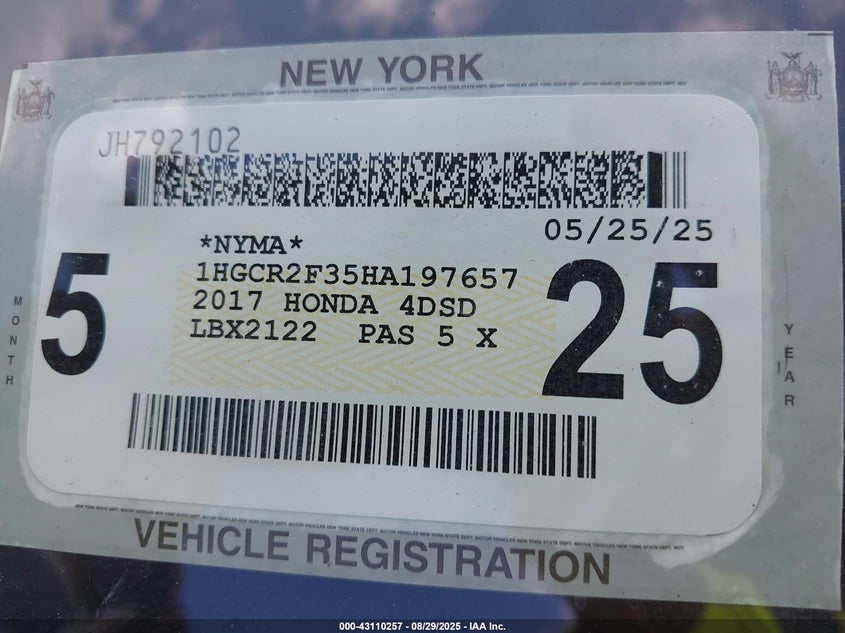 NEW YORK
JH792102
05/25/25
*NYMA*
1HGCR2F35HA197657
2017 HONDA 4DSD
LBX2122 PAS 5 X
5
25
MONTH
YEAR
VEHICLE REGISTRATION
000-43110257 - 08/29/2025 - IAA Inc.